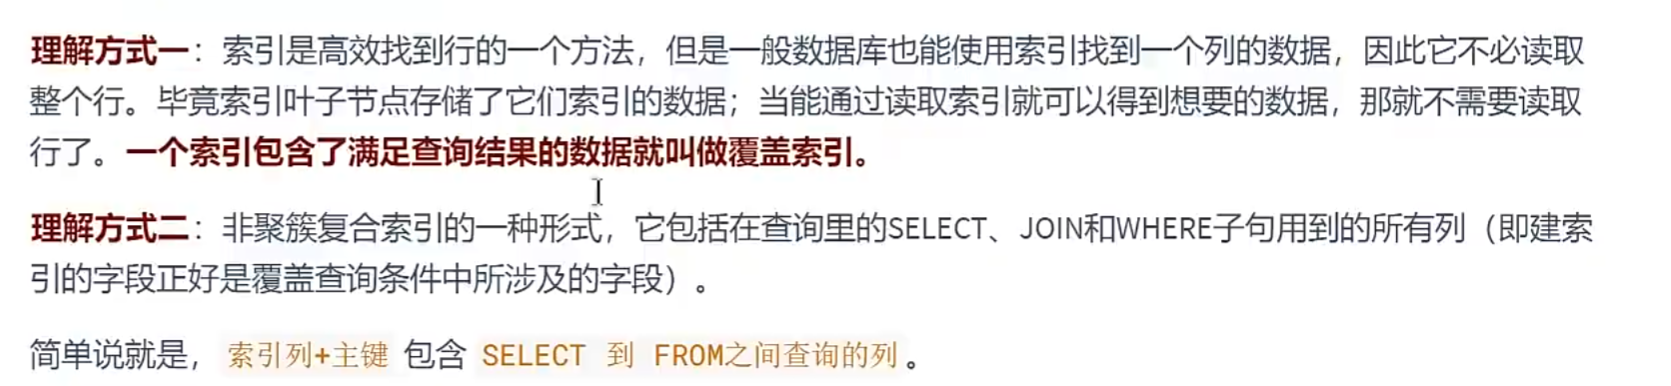 理解方式一：索引是高效找到行的一个方法，但是一般数据库也能使用索引找到一个列的数据，因此它不必读取
整个行。毕竟索引叶子节点存储了它们索引的数据；当能通过读取索引就可以得到想要的数据，那就不需要读取
行了。一个索引包含了满足查询结果的数据就叫做覆盖索引。
理解方式二：非聚簇复合索引的一种形式，它包括在查询里的SELECT、JOIN和WHERE子句用到的所有列（即建索
引的字段正好是覆盖查询条件中所涉及的字段）。
简单说就是， 索引列+主键 包含 SELECT 到 FROM之间查询的列 。